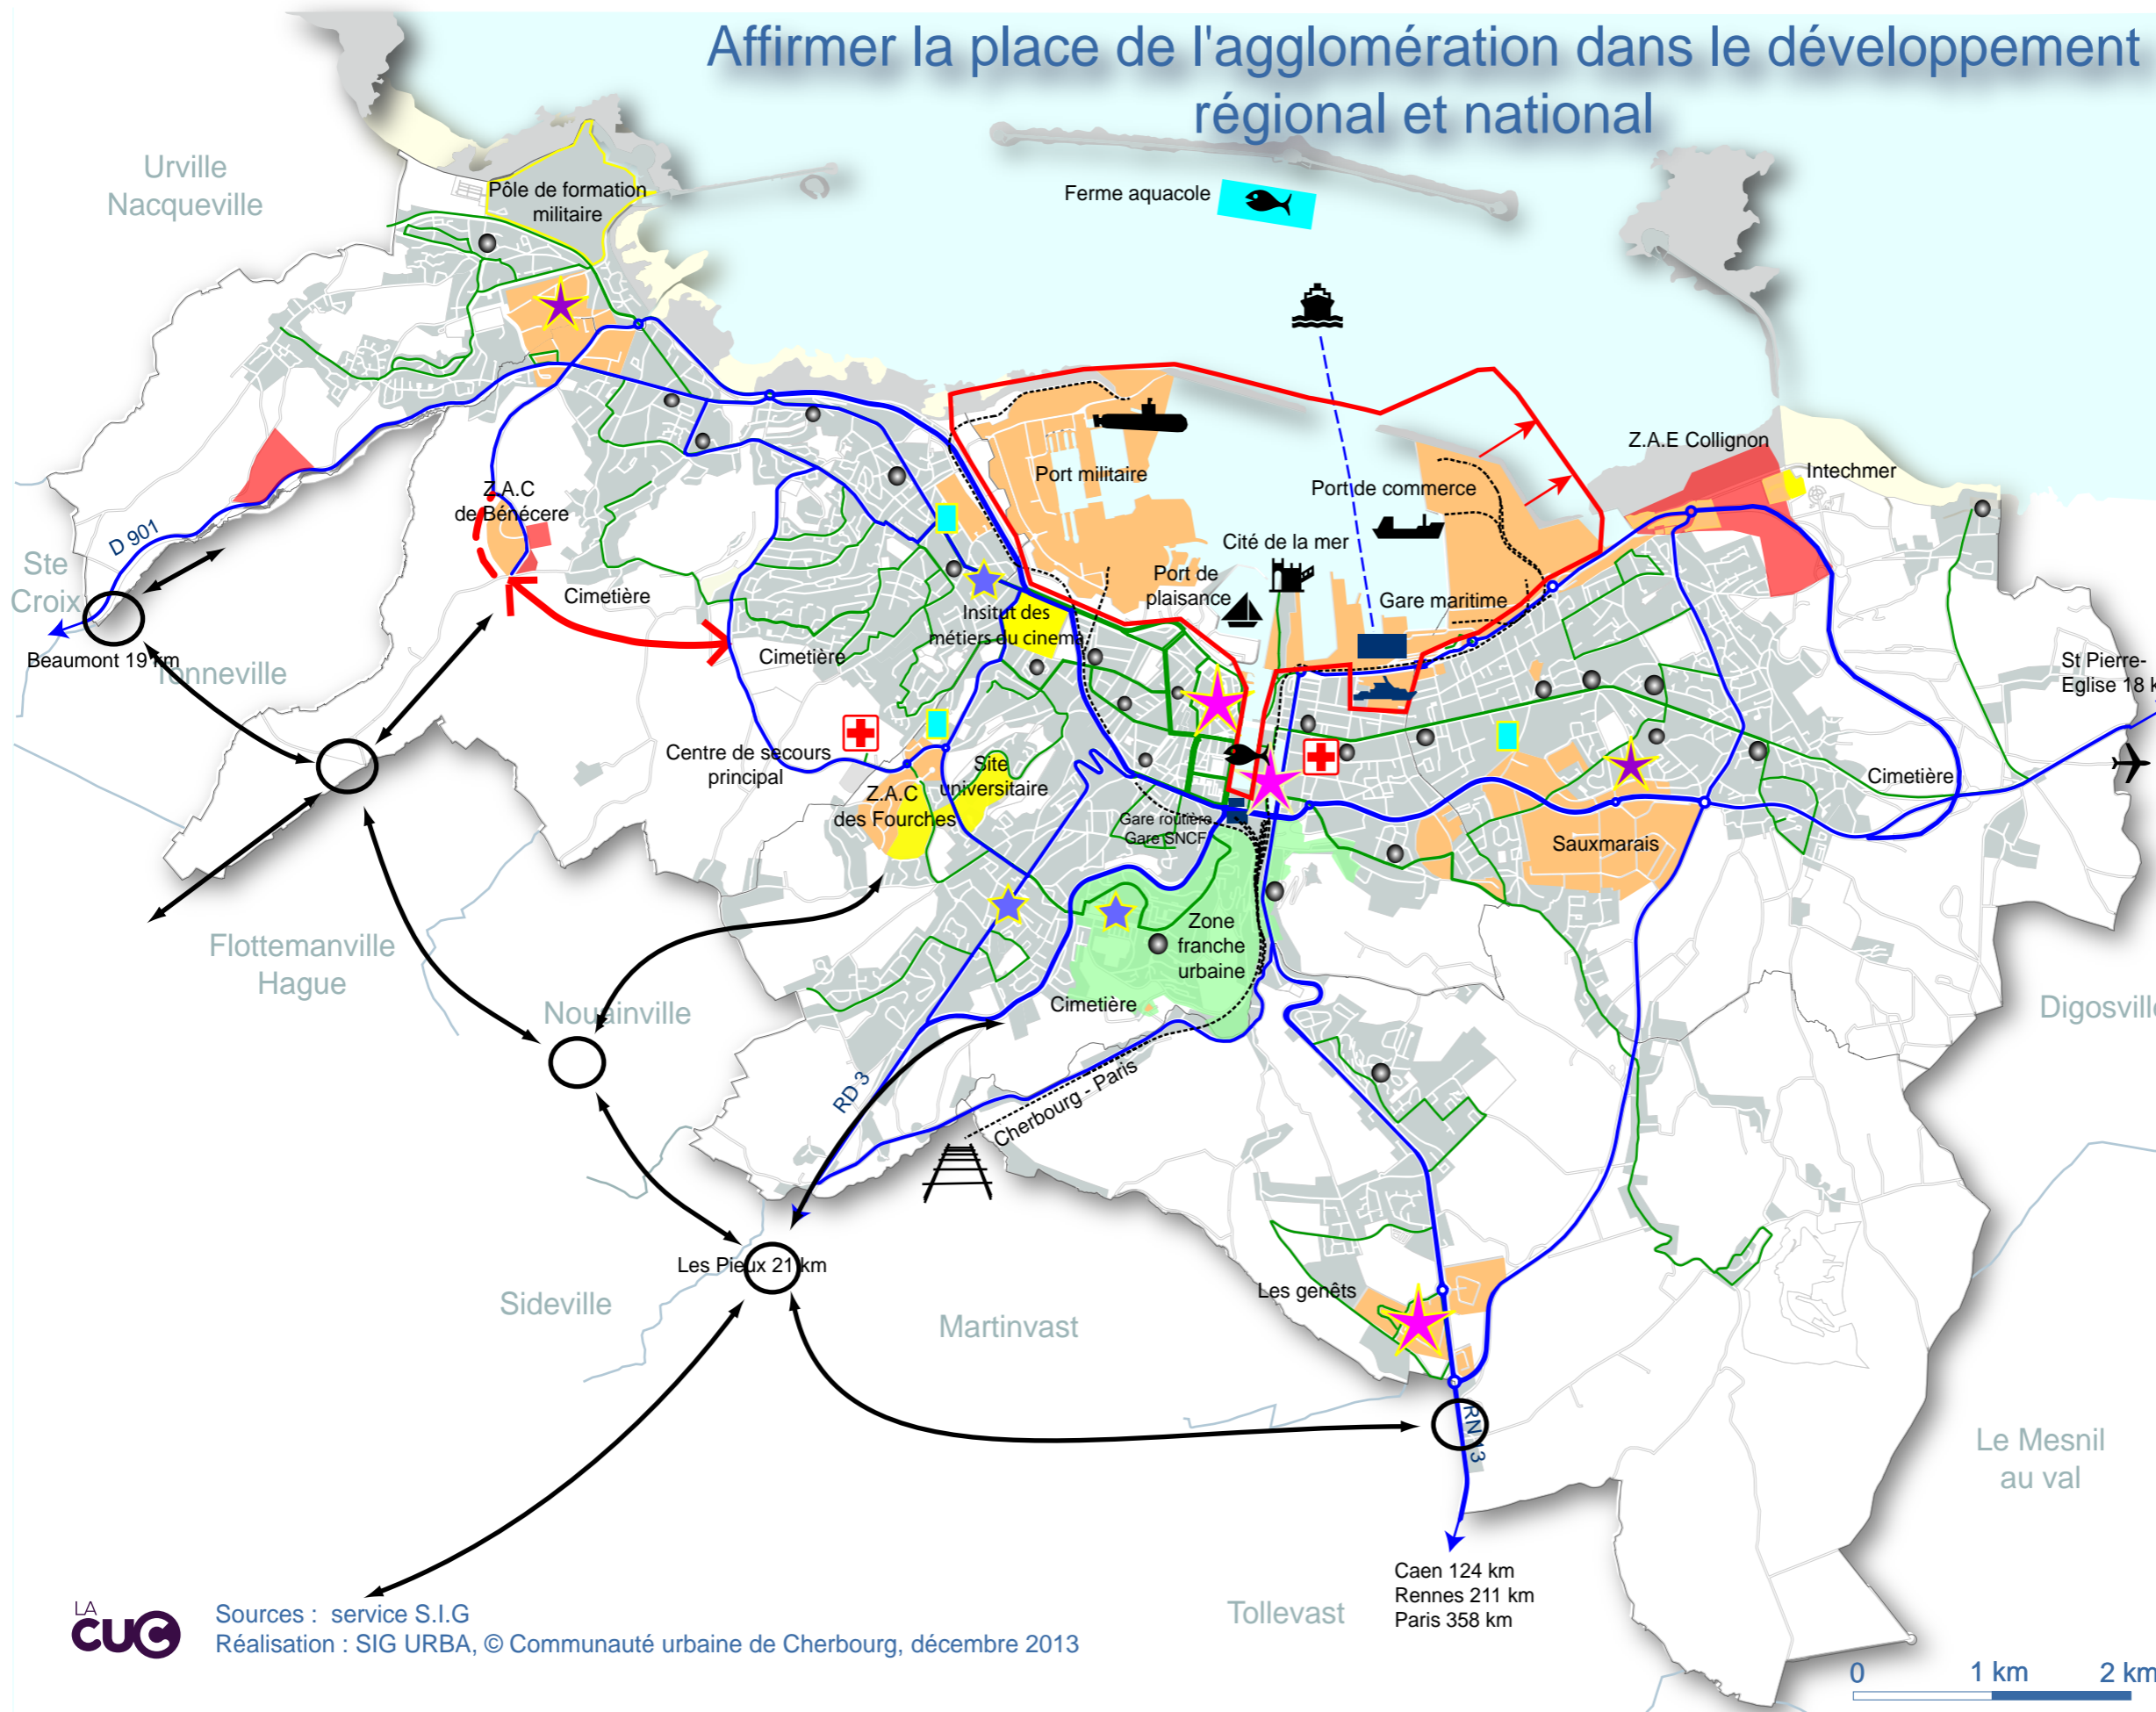 Affirmer la place de l'agglomération dans le développement
régional et national
Urville
Nacqueville
Pôle de formation
militaire
Ferme aquacole
Z.A.E Collignon
Intechmer
Port militaire
Port de commerce
Z.A.C
de Bénécere
D 901
Ste
Croix
Cité de la mer
Port de
plaisance
Gare maritime
Cimetière
Insitut des
métiers du cinem
Cimetière
Beaumont 19 km
Tonneville
St Pierre-
Eglise 18 k
Centre de secours
principal
Site
universitaire
Z.A.C
des Fourches
Gare routière
Gare SNCF
Cimetière
Sauxmarais
Flottemanville
Hague
Zone
franche
urbaine
Cimetière
Nouainville
Digosville
RD 3
Cherbourg - Paris
Les Pieux 21 km
Les genêts
Sideville
Martinvast
RN 13
Le Mesnil
au val
Caen 124 km
Rennes 211 km
Paris 358 km
Tollevast
LA
CUC
Sources : service S.I.G
Réalisation : SIG URBA, © Communauté urbaine de Cherbourg, décembre 2013
0 1 km 2 km